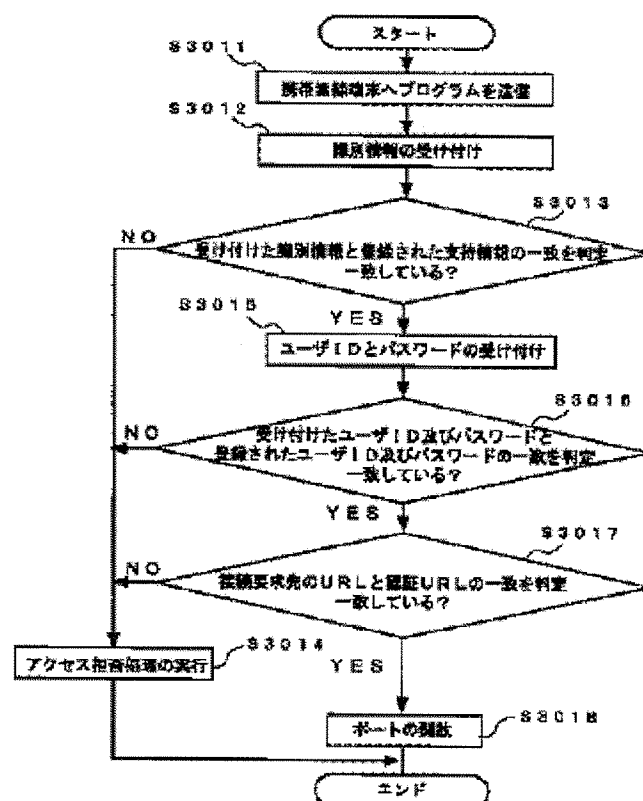 スタート
S3011
携帯無線端末へプログラムを送信
S3012
識別情報の受け付け
S3013
NO
受け付けた識別情報と登録された支持情報の一致を判定
一致している?
YES
S3015
ユーザIDとパスワードの受け付け
S3016
NO
受け付けたユーザID及びパスワードと
登録されたユーザID及びパスワードの一致を判定
一致している?
YES
S3017
NO
接続要求先のURLと認証URLの一致を判定
一致している?
S3014
YES
アクセス拒否処理の実行
S3018
ポートの開放
エンド